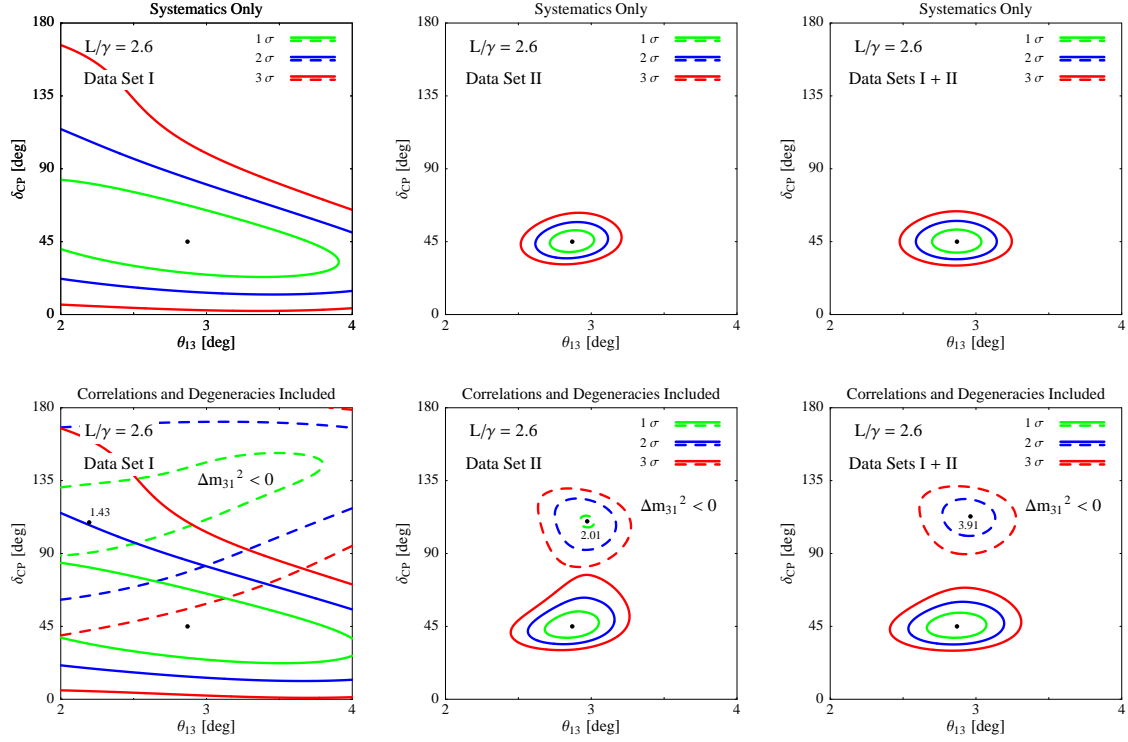 Systematics Only
180
135
90
45
0
δCP [deg]
L/γ = 2.6
Data Set I
1 σ
2 σ
3 σ
2
3
4
θ13 [deg]
Systematics Only
180
135
90
45
0
δCP [deg]
L/γ = 2.6
Data Set II
1 σ
2 σ
3 σ
2
3
4
θ13 [deg]
Systematics Only
180
135
90
45
0
δCP [deg]
L/γ = 2.6
Data Sets I + II
1 σ
2 σ
3 σ
2
3
4
θ13 [deg]
Correlations and Degeneracies Included
180
135
90
45
0
δCP [deg]
L/γ = 2.6
Data Set I
1 σ
2 σ
3 σ
Δm31² < 0
1.43
2
3
4
θ13 [deg]
Correlations and Degeneracies Included
180
135
90
45
0
δCP [deg]
L/γ = 2.6
Data Set II
1 σ
2 σ
3 σ
Δm31² < 0
2.01
2
3
4
θ13 [deg]
Correlations and Degeneracies Included
180
135
90
45
0
δCP [deg]
L/γ = 2.6
Data Sets I + II
1 σ
2 σ
3 σ
Δm31² < 0
3.91
2
3
4
θ13 [deg]